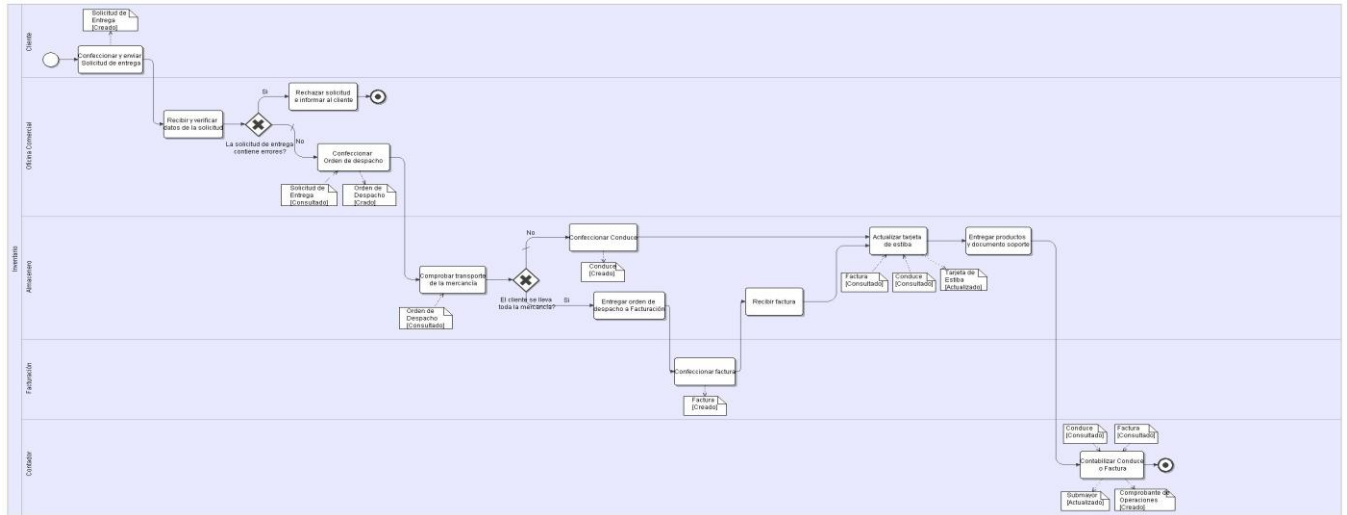 Inventario
Cliente
Solicitud de
Entrega
[Creado]
Confeccionar y enviar
Solicitud de entrega
Oficina Comercial
Recibir y verificar
datos de la solicitud
Si
Rechazar solicitud
e informar al cliente
La solicitud de entrega
contiene errores?
No
Confeccionar
Orden de despacho
Solicitud de
Entrega
[Consultado]
Orden de
Despacho
[Crado]
Almacenero
Comprobar transporte
de la mercancía
Orden de
Despacho
[Consultado]
El cliente se lleva
toda la mercancía?
No
Confeccionar Conduce
Conduce
[Creado]
Si
Entregar orden de
despacho a Facturación
Recibir factura
Actualizar tarjeta
de estiba
Factura
[Consultado]
Conduce
[Consultado]
Tarjeta de
Estiba
[Actualizado]
Entregar productos
y documento soporte
Facturación
Confeccionar factura
Factura
[Creado]
Contador
Conduce
[Consultado]
Factura
[Consultado]
Contabilizar Conduce
o Factura
Submayor
[Actualizado]
Comprobante de
Operaciones
[Creado]